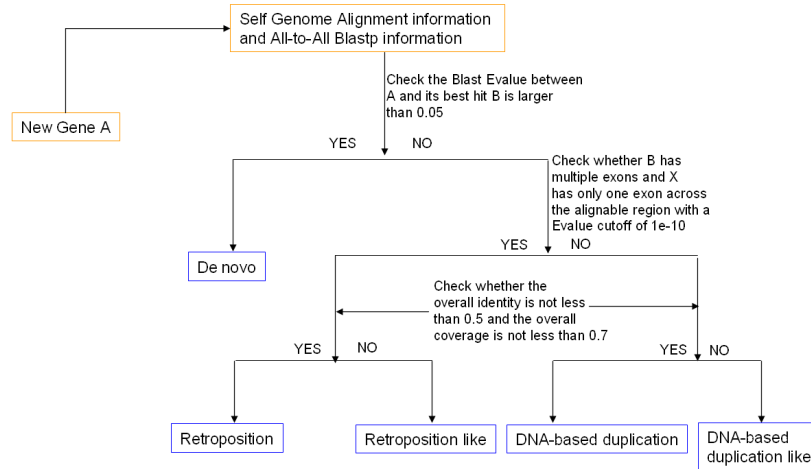 Self Genome Alignment information
and All-to-All Blastp information
Check the Blast Evalue between
A and its best hit B is larger
than 0.05
New Gene A
YES NO
Check whether B has
multiple exons and X
has only one exon across
the alignable region with a
Evalue cutoff of 1e-10
De novo
YES NO
Check whether the
overall identity is not less
than 0.5 and the overall
coverage is not less than 0.7
YES NO
YES NO
Retroposition
Retroposition like
DNA-based duplication
DNA-based
duplication like